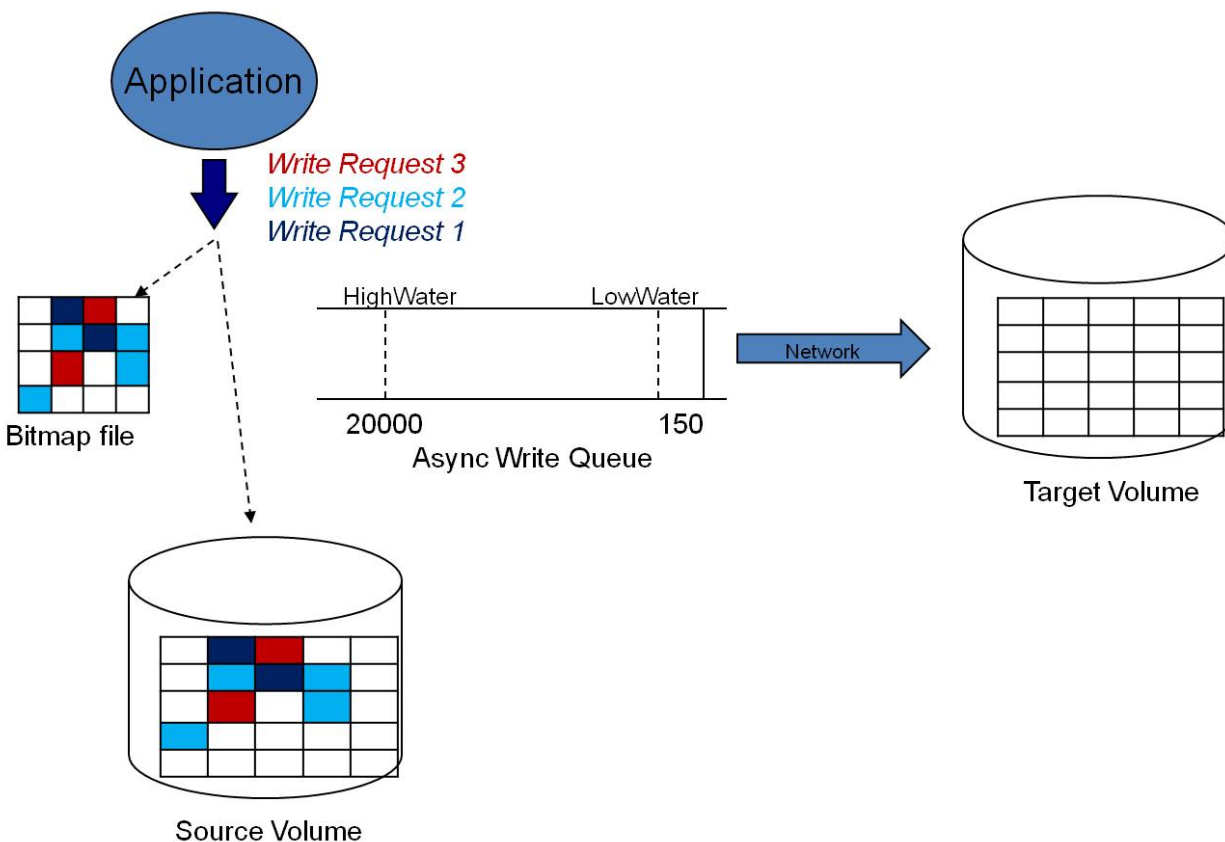 Application
Write Request 3
Write Request 2
Write Request 1
HighWater
LowWater
Network
20000
150
Async Write Queue
Bitmap file
Target Volume
Source Volume